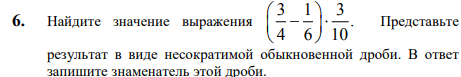 6. Найдите значение выражения (3/4 − 1/6) · 3/10. Представьте
результат в виде несократимой обыкновенной дроби. В ответ
запишите знаменатель этой дроби.